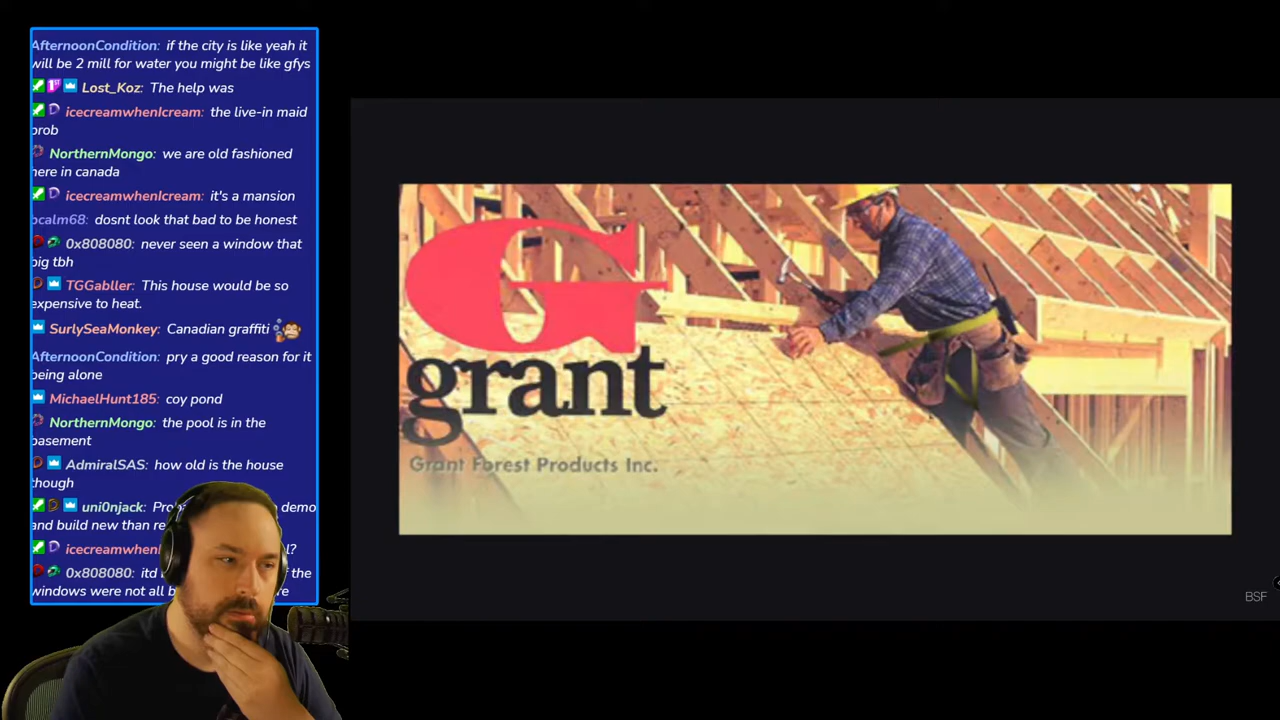 AfternoonCondition: if the city is like yeah it
will be 2 mill for water you might be like gfys
Lost_Koz: The help was
icecreamwhenIcream: the live-in maid
prob
NorthernMongo: we are old fashioned
here in canada
icecreamwhenIcream: it's a mansion
pcalm68: dosnt look that bad to be honest
0x808080: never seen a window that
big tbh
TGGabller: This house would be so
expensive to heat.
SurlySeaMonkey: Canadian graffiti
AfternoonCondition: pry a good reason for it
being alone
MichaelHunt185: coy pond
NorthernMongo: the pool is in the
basement
AdmiralSAS: how old is the house
though
uni0njack: demo
and build new than
0x808080: of the
windows were not all
G
grant
Grant Forest Products Inc.
BSF